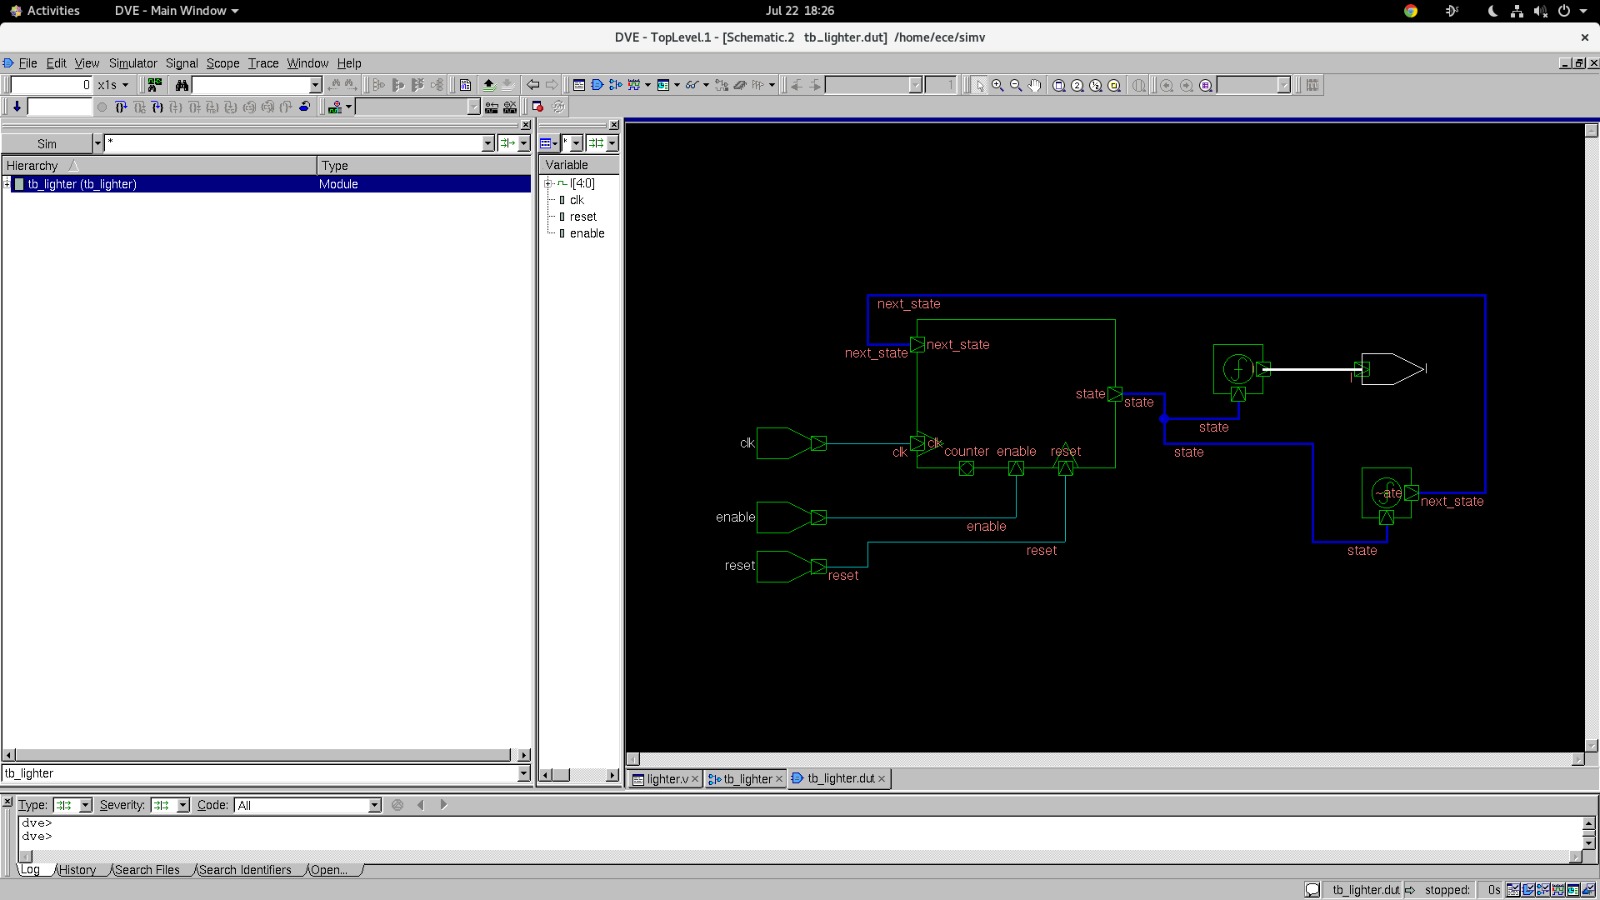 Activities DVE - Main Window Jul 22 18:26
DVE - TopLevel.1 - [Schematic.2 tb_lighter.dut] /home/ece/simv
File Edit View Simulator Signal Scope Trace Window Help
0 x1s
1
Sim *
*
Hierarchy Type
Variable
tb_lighter (tb_lighter) Module
l[4:0]
clk
reset
enable
next_state
next_state
next_state
state
state
state
state
clk
clk
clk
counter enable reset
l
l
~ate
next_state
enable
enable
reset
state
reset
reset
tb_lighter
lighter.v tb_lighter tb_lighter.dut
Type: Severity: Code: All
dve>
dve>
Log History Search Files Search Identifiers Open...
tb_lighter.dut stopped: 0s